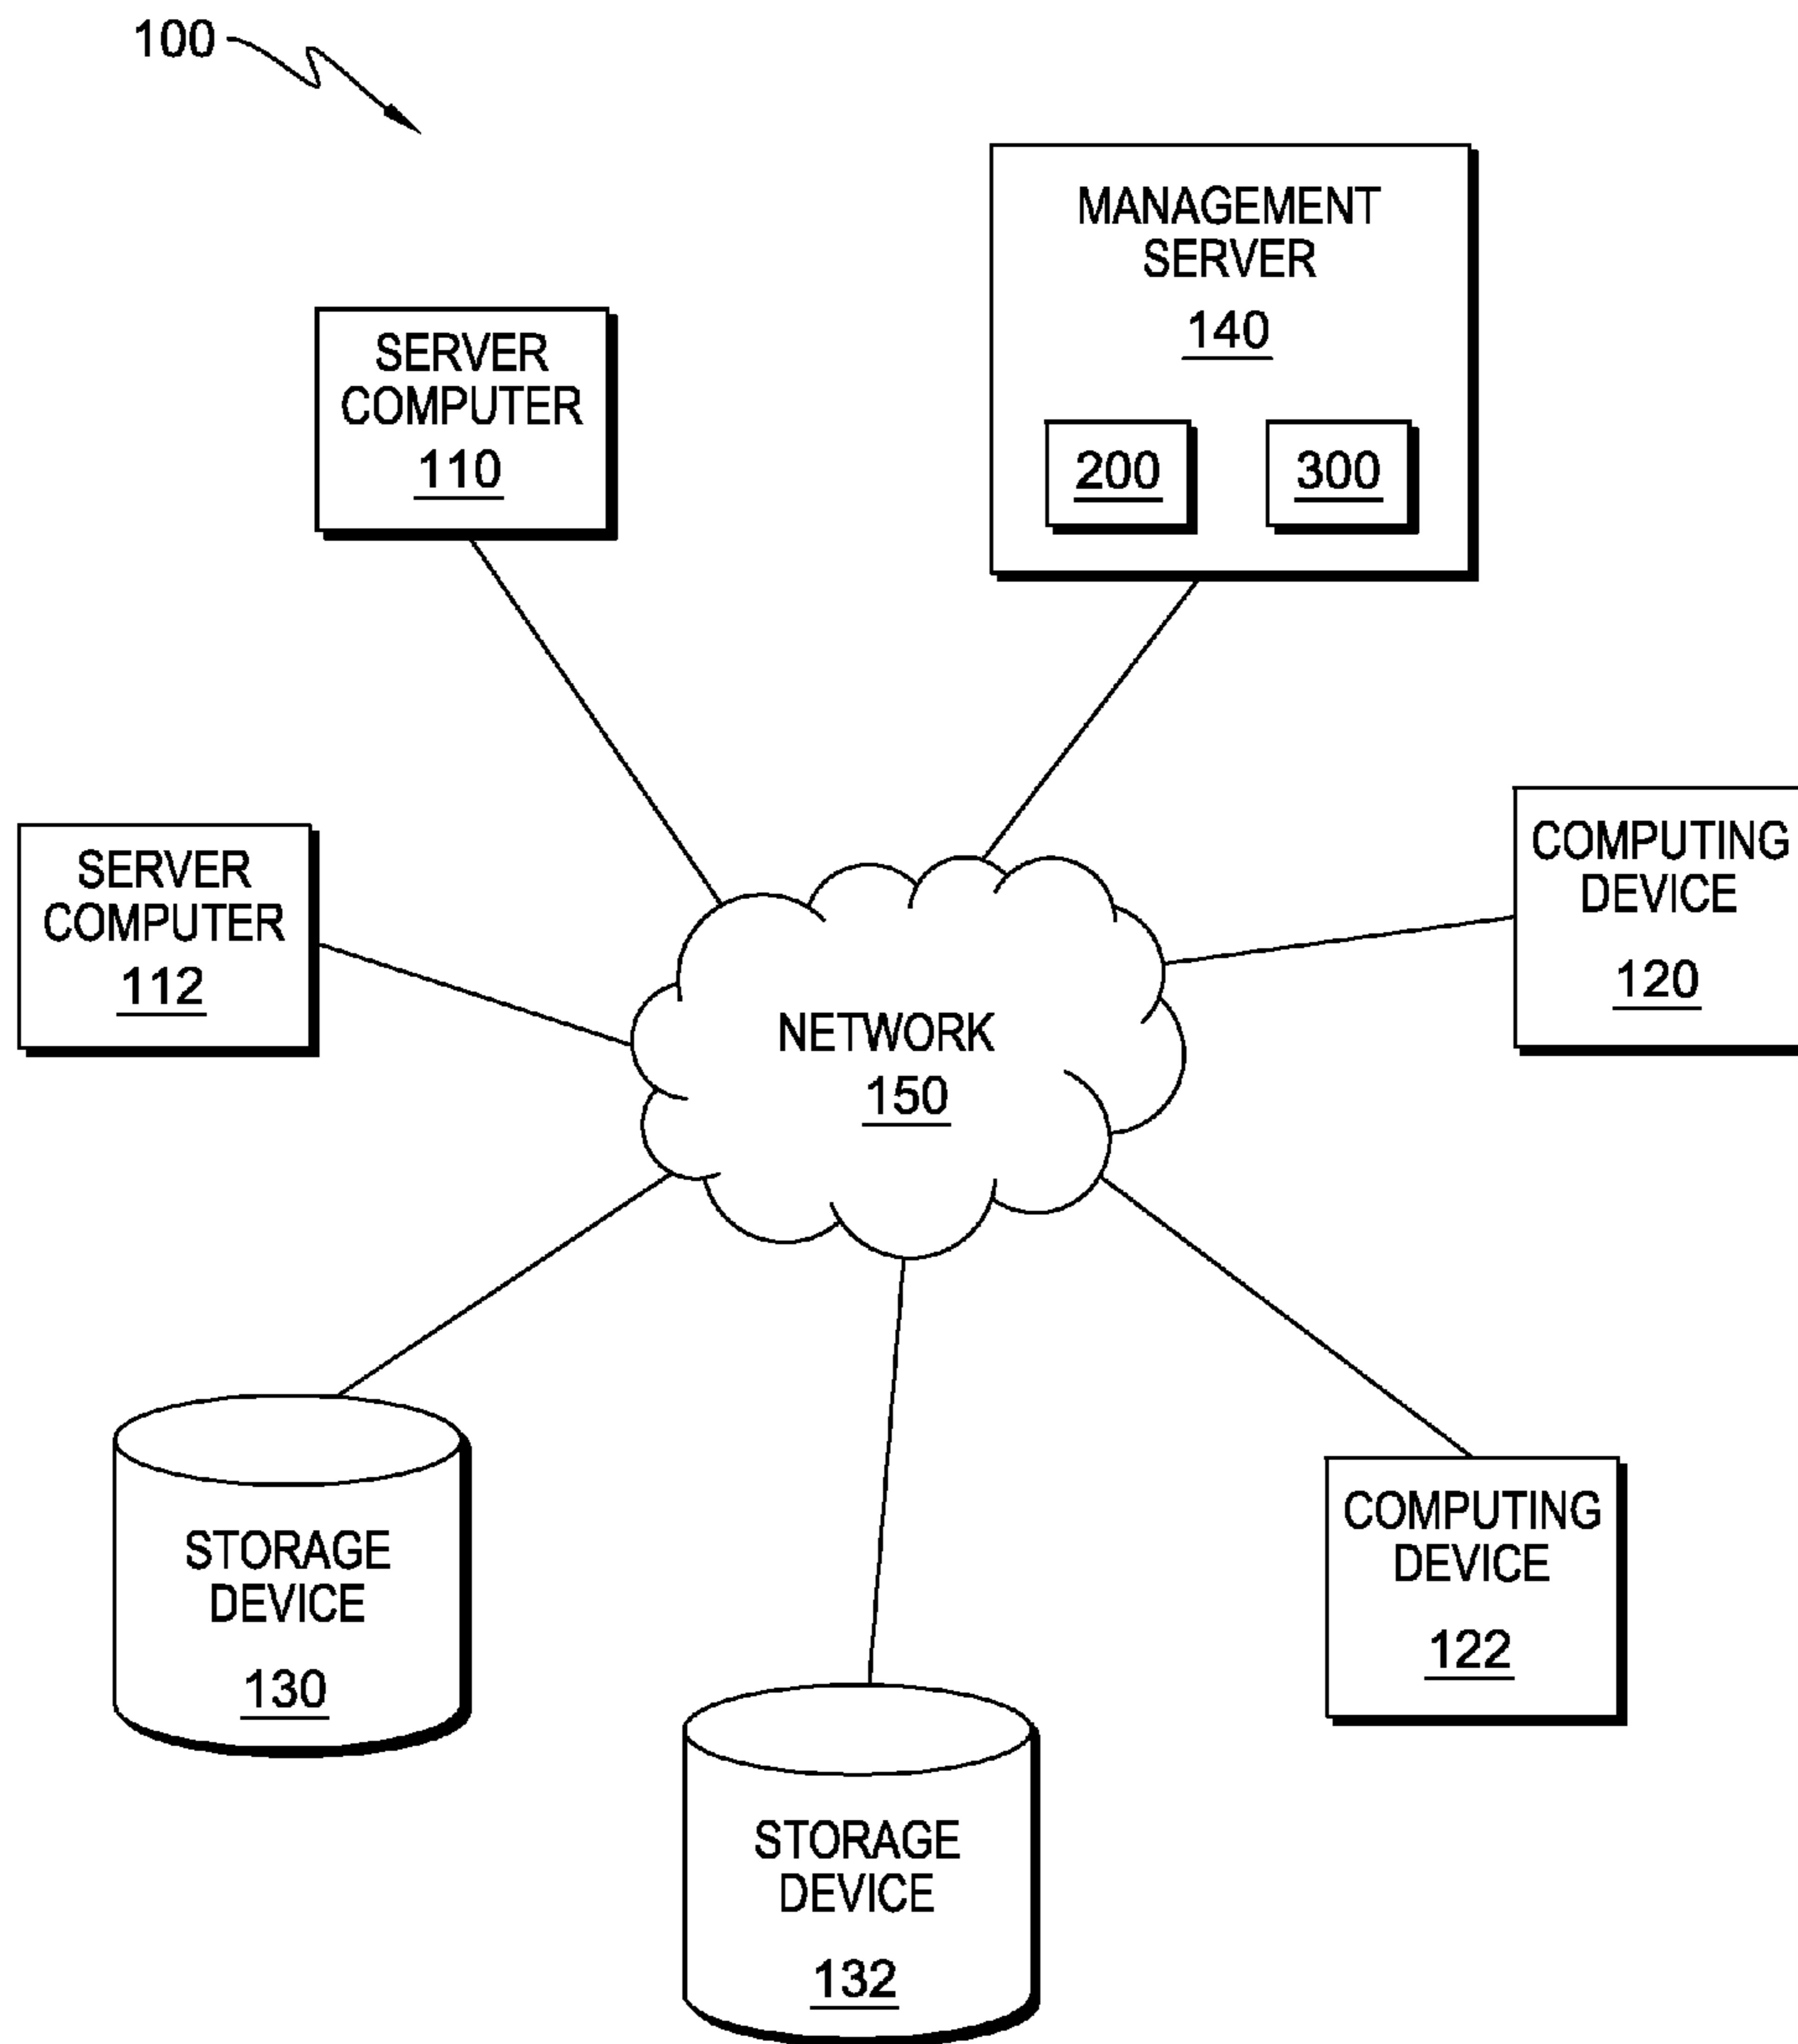 100
MANAGEMENT
SERVER
140
200
300
SERVER
COMPUTER
110
SERVER
COMPUTER
112
COMPUTING
DEVICE
120
NETWORK
150
STORAGE
DEVICE
130
COMPUTING
DEVICE
122
STORAGE
DEVICE
132